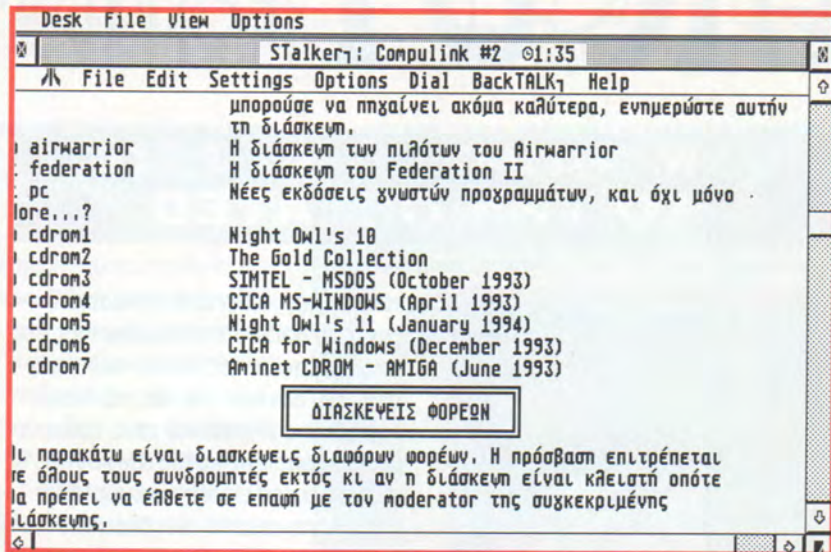 Desk File View Options
STalker┐: Compulink #2 ⊙1:35
File Edit Settings Options Dial BackTALK┐ Help
μπορούσε να πηγαίνει ακόμα καλύτερα, ενημερώστε αυτήν
τη διάσκεψη.
airwarrior Η διάσκεψη των πιλότων του Airwarrior
federation Η διάσκεψη του Federation II
pc Νέες εκδόσεις γνωστών προγραμμάτων, και όχι μόνο
lore...?
cdrom1 Night Owl's 10
cdrom2 The Gold Collection
cdrom3 SIMTEL - MSDOS (October 1993)
cdrom4 CICA MS-WINDOWS (April 1993)
cdrom5 Night Owl's 11 (January 1994)
cdrom6 CICA for Windows (December 1993)
cdrom7 Aminet CDROM - AMIGA (June 1993)
ΔΙΑΣΚΕΨΕΙΣ ΦΟΡΕΩΝ
ι παρακάτω είναι διασκέψεις διαφόρων φορέων. Η πρόσβαση επιτρέπεται
σε όλους τους συνδρομητές εκτός κι αν η διάσκεψη είναι κλειστή οπότε
α πρέπει να έλθετε σε επαφή με τον moderator της συγκεκριμένης
διάσκεψης.